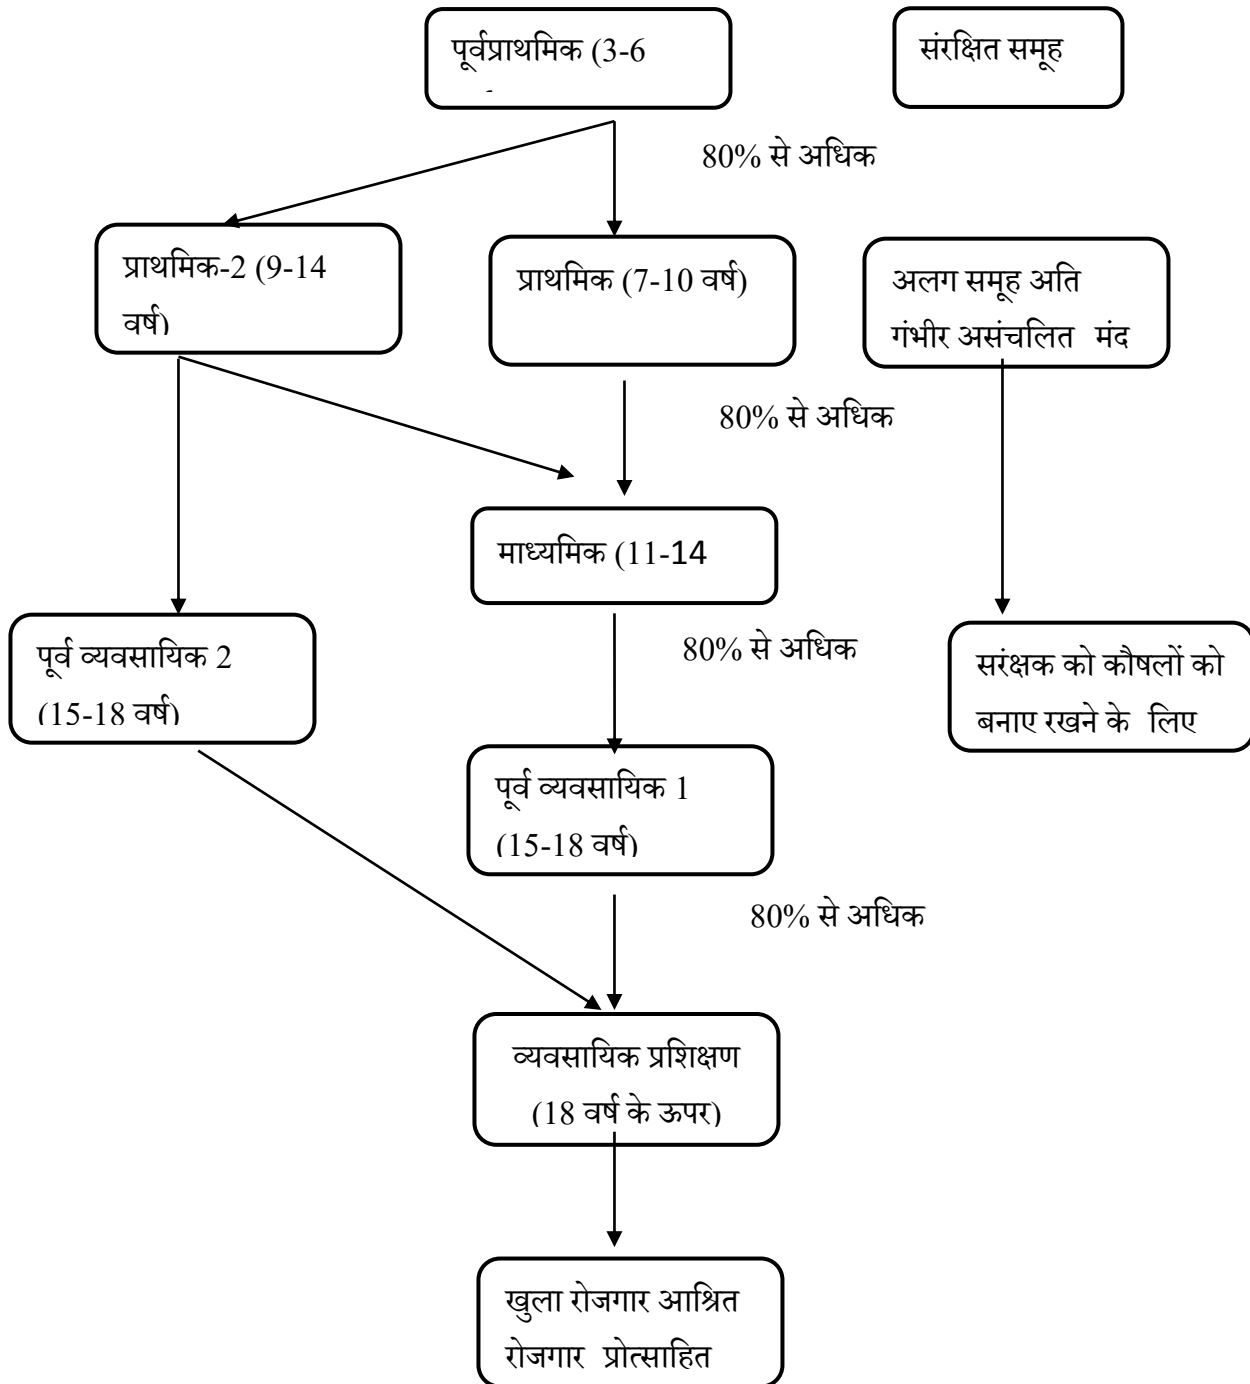 पूर्वप्राथमिक (3-6
संरक्षित समूह
80% से अधिक
प्राथमिक-2 (9-14
वर्ष)
प्राथमिक (7-10 वर्ष)
अलग समूह अति
गंभीर असंचलित मंद
80% से अधिक
माध्यमिक (11-14
80% से अधिक
पूर्व व्यवसायिक 2
(15-18 वर्ष)
सरंक्षक को कौषलों को
बनाए रखने के लिए
पूर्व व्यवसायिक 1
(15-18 वर्ष)
80% से अधिक
व्यवसायिक प्रशिक्षण
(18 वर्ष के ऊपर)
खुला रोजगार आश्रित
रोजगार प्रोत्साहित